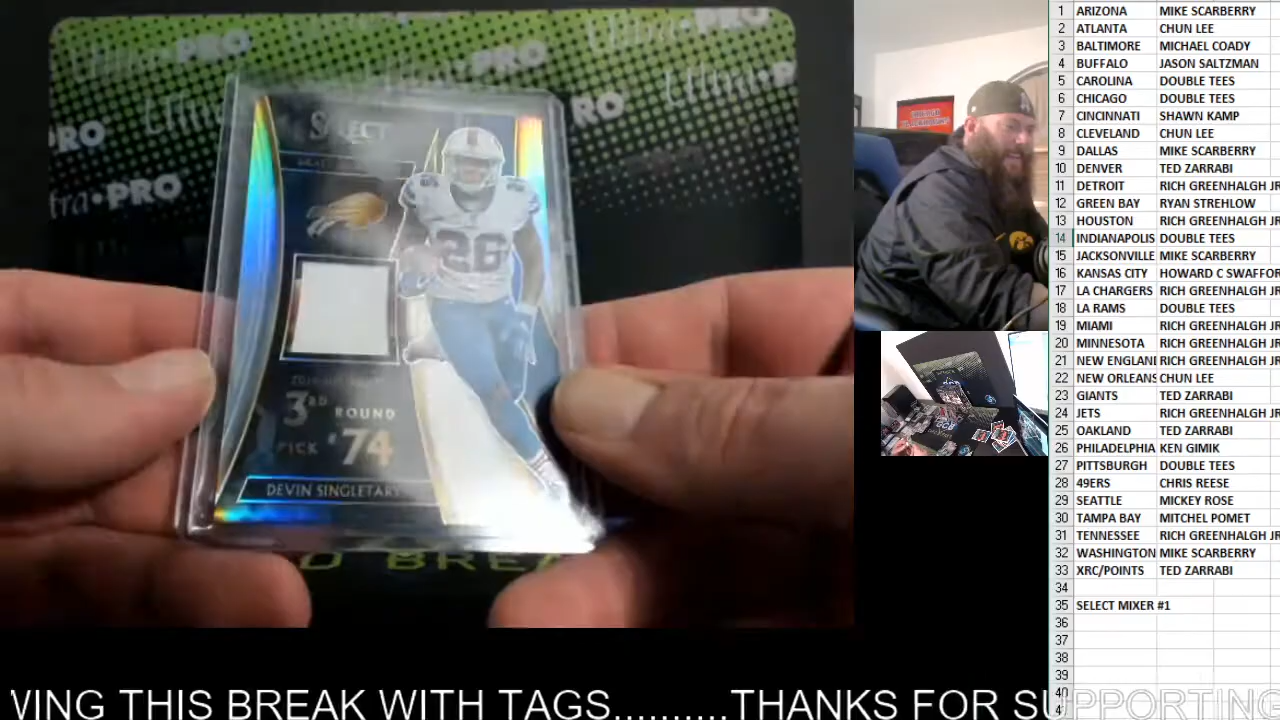 Ultra•PRO
Ultra•PRO
PRO
tra•PRO
SELECT
26
3RD ROUND
PICK '74
DEVIN SINGLETARY
1 ARIZONA MIKE SCARBERRY
2 ATLANTA CHUN LEE
3 BALTIMORE MICHAEL COADY
4 BUFFALO JASON SALTZMAN
5 CAROLINA DOUBLE TEES
6 CHICAGO DOUBLE TEES
7 CINCINNATI SHAWN KAMP
8 CLEVELAND CHUN LEE
9 DALLAS MIKE SCARBERRY
10 DENVER TED ZARRABI
11 DETROIT RICH GREENHALGH JR
12 GREEN BAY RYAN STREHLOW
13 HOUSTON RICH GREENHALGH JR
14 INDIANAPOLIS DOUBLE TEES
15 JACKSONVILLE MIKE SCARBERRY
16 KANSAS CITY HOWARD C SWAFFOR
17 LA CHARGERS RICH GREENHALGH JR
18 LA RAMS DOUBLE TEES
19 MIAMI RICH GREENHALGH JR
20 MINNESOTA RICH GREENHALGH JR
21 NEW ENGLAN RICH GREENHALGH JR
22 NEW ORLEANS CHUN LEE
23 GIANTS TED ZARRABI
24 JETS RICH GREENHALGH JR
25 OAKLAND TED ZARRABI
26 PHILADELPHIA KEN GIMIK
27 PITTSBURGH DOUBLE TEES
28 49ERS CHRIS REESE
29 SEATTLE MICKEY ROSE
30 TAMPA BAY MITCHEL POMET
31 TENNESSEE RICH GREENHALGH JR
32 WASHINGTON MIKE SCARBERRY
33 XRC/POINTS TED ZARRABI
34
35 SELECT MIXER #1
36
37
38
39
40
WING THIS BREAK WITH TAGS..........THANKS FOR SUPPORTING